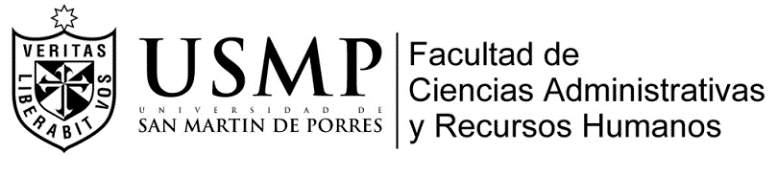 VERITAS
LIBERABIT VOS
USMP
UNIVERSIDAD DE
SAN MARTIN DE PORRES
Facultad de
Ciencias Administrativas
y Recursos Humanos